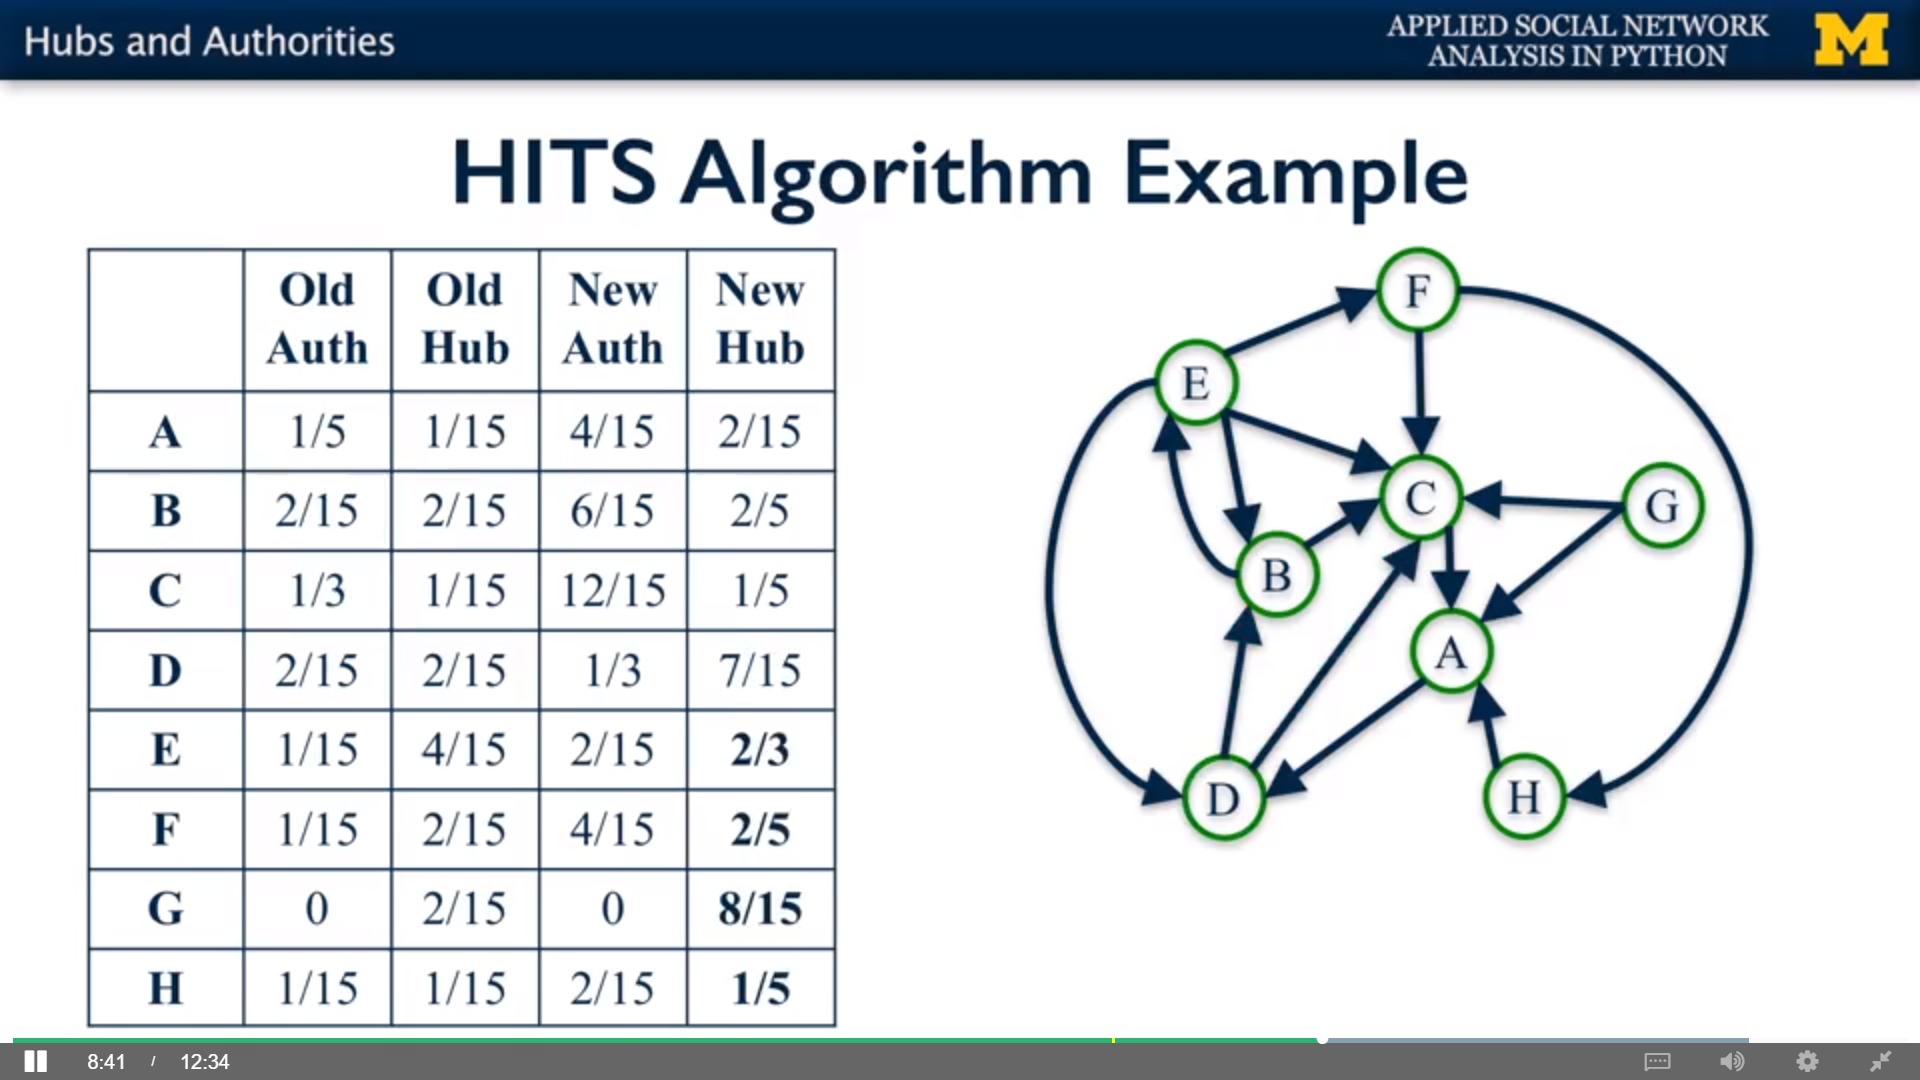 Hubs and Authorities
APPLIED SOCIAL NETWORK
ANALYSIS IN PYTHON
M
HITS Algorithm Example
Old Auth Old Hub New Auth New Hub
A 1/5 1/15 4/15 2/15
B 2/15 2/15 6/15 2/5
C 1/3 1/15 12/15 1/5
D 2/15 2/15 1/3 7/15
E 1/15 4/15 2/15 2/3
F 1/15 2/15 4/15 2/5
G 0 2/15 0 8/15
H 1/15 1/15 2/15 1/5
F
E
C
G
B
A
D
H
8:41 / 12:34